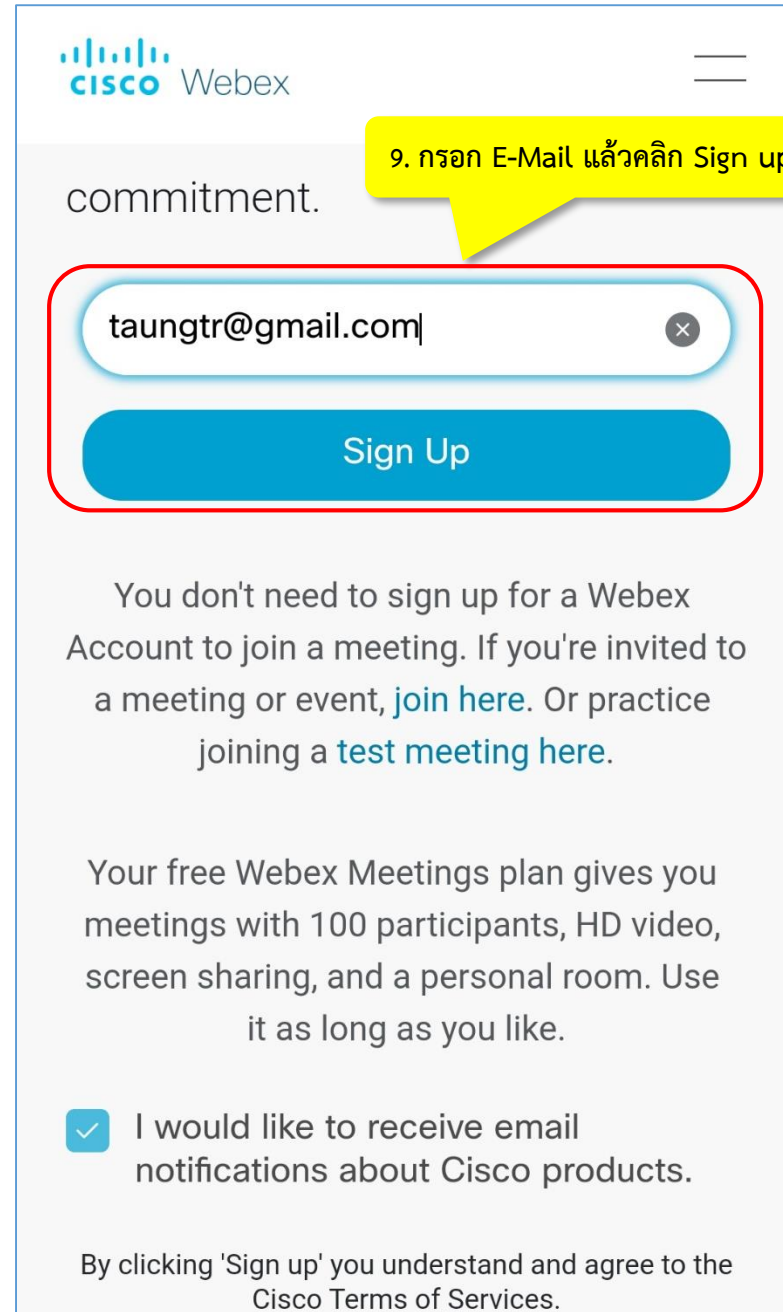 CISCO Webex
9. กรอก E-Mail แล้วคลิก Sign up
commitment.
taungtr@gmail.com
Sign Up
You don't need to sign up for a Webex
Account to join a meeting. If you're invited to
a meeting or event, join here. Or practice
joining a test meeting here.
Your free Webex Meetings plan gives you
meetings with 100 participants, HD video,
screen sharing, and a personal room. Use
it as long as you like.
I would like to receive email
notifications about Cisco products.
By clicking 'Sign up' you understand and agree to the
Cisco Terms of Services.